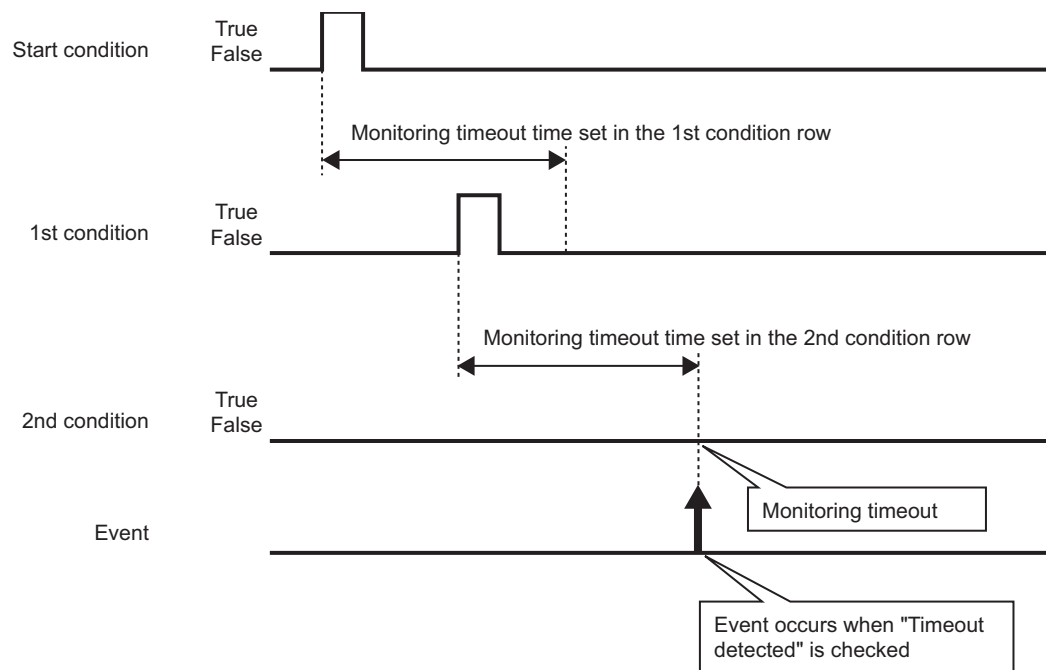 True
Start condition
False
Monitoring timeout time set in the 1st condition row
True
1st condition
False
Monitoring timeout time set in the 2nd condition row
True
2nd condition
False
Monitoring timeout
Event
Event occurs when "Timeout
detected" is checked